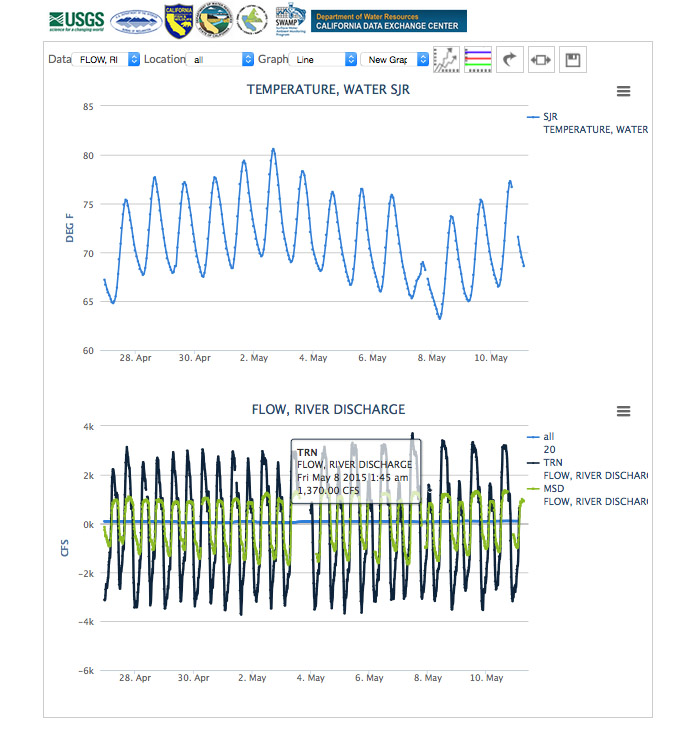 USGS
science for a changing world
CALIFORNIA
SWAMP
Department of Water Resources
CALIFORNIA DATA EXCHANGE CENTER
Data FLOW, RI Location all Graph Line New Grap
TEMPERATURE, WATER SJR
85
80
75
70
65
60
DEG F
28. Apr 30. Apr 2. May 4. May 6. May 8. May 10. May
SJR
TEMPERATURE, WATER
FLOW, RIVER DISCHARGE
4k
2k
0k
−2k
−4k
−6k
CFS
TRN
FLOW, RIVER DISCHARGE
Fri May 8 2015 1:45 am
1,370.00 CFS
28. Apr 30. Apr 2. May 4. May 6. May 8. May 10. May
all
20
TRN
FLOW, RIVER DISCHAR
MSD
FLOW, RIVER DISCHAR